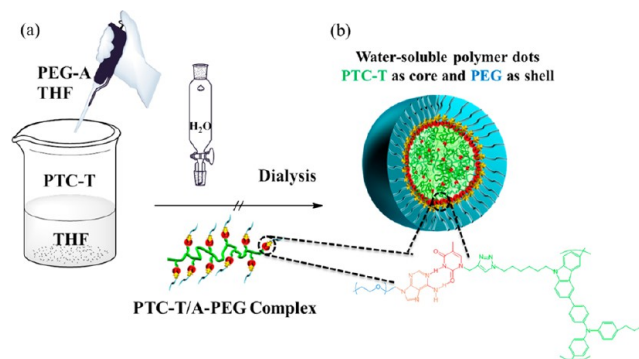 (a)
PEG-A
THF
PTC-T
THF
H₂O
Dialysis
PTC-T/A-PEG Complex
(b)
Water-soluble polymer dots
PTC-T as core and PEG as shell